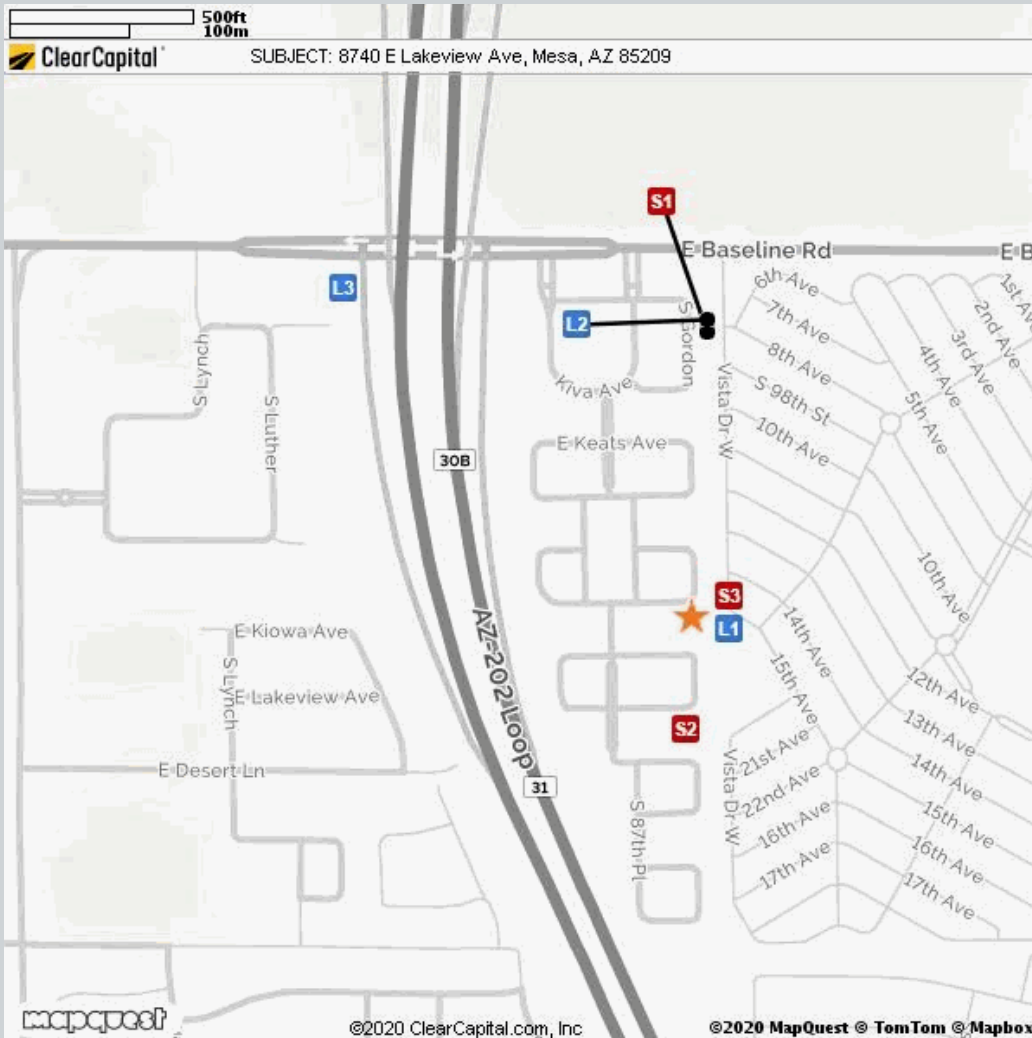 500ft
100m
ClearCapital
SUBJECT: 8740 E Lakeview Ave, Mesa, AZ 85209
S1
E Baseline Rd
E B
L3
L2
6th Ave
7th Ave
8th Ave
S 98th St
10th Ave
1st Av
2nd Ave
3rd Ave
4th Ave
5th Ave
S Gordon
Kiva Ave
Vista Dr W
S Lynch
S Luther
E Keats Ave
30B
10th Ave
S3
L1
14th Ave
15th Ave
AZ-202 Loop
E Kiowa Ave
S Lynch
E Lakeview Ave
12th Ave
13th Ave
S2
21st Ave
14th Ave
E Desert Ln
31
22nd Ave
Vista Dr W
15th Ave
16th Ave
S 87th Pl
16th Ave
17th Ave
17th Ave
mapquest
©2020 ClearCapital.com, Inc
©2020 MapQuest © TomTom © Mapbox